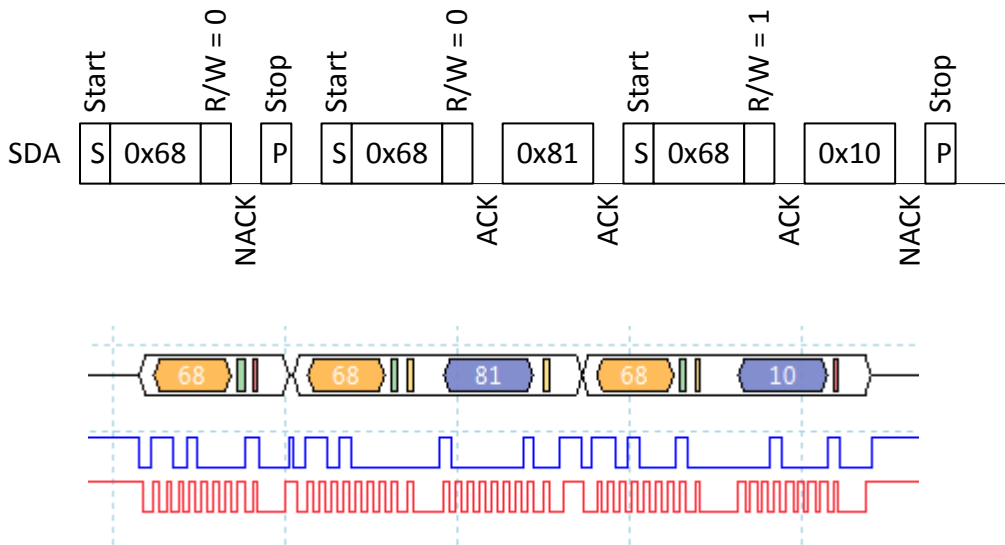 Start R/W = 0 Stop Start R/W = 0 Start R/W = 1 Stop
SDA S 0x68 P S 0x68 0x81 S 0x68 0x10 P
NACK ACK ACK ACK NACK
68 68 81 68 10